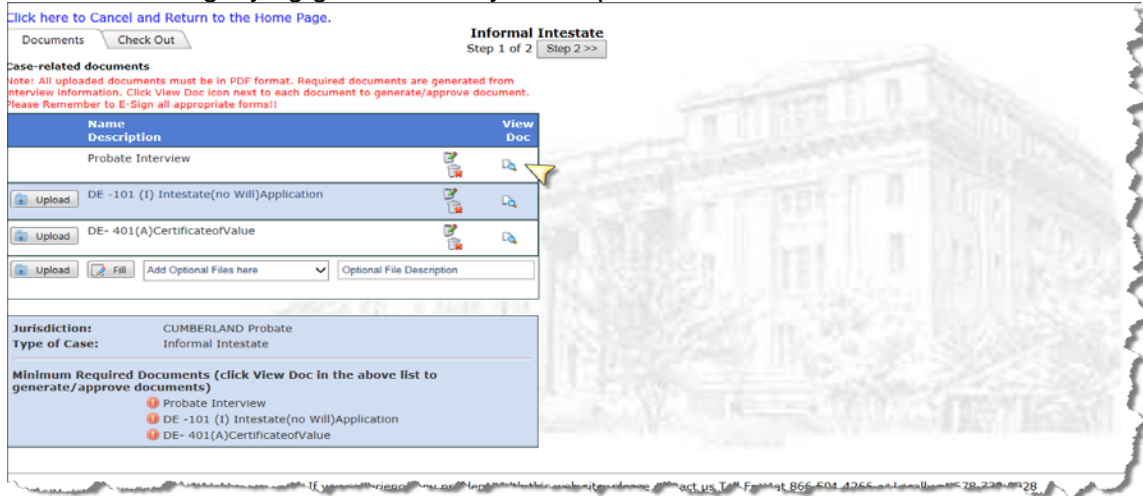 Click here to Cancel and Return to the Home Page.
Documents
Check Out
Informal Intestate
Step 1 of 2 Step 2 >>
Case-related documents
Note: All uploaded documents must be in PDF format. Required documents are generated from
interview information. Click View Doc icon next to each document to generate/approve document.
Please Remember to E-Sign all appropriate forms!!
Name
Description
View
Doc
Probate Interview
Upload DE -101 (I) Intestate(no Will)Application
Upload DE- 401(A)CertificateofValue
Upload Fill Add Optional Files here Optional File Description
Jurisdiction: CUMBERLAND Probate
Type of Case: Informal Intestate
Minimum Required Documents (click View Doc in the above list to
generate/approve documents)
Probate Interview
DE -101 (I) Intestate(no Will)Application
DE- 401(A)CertificateofValue
If you